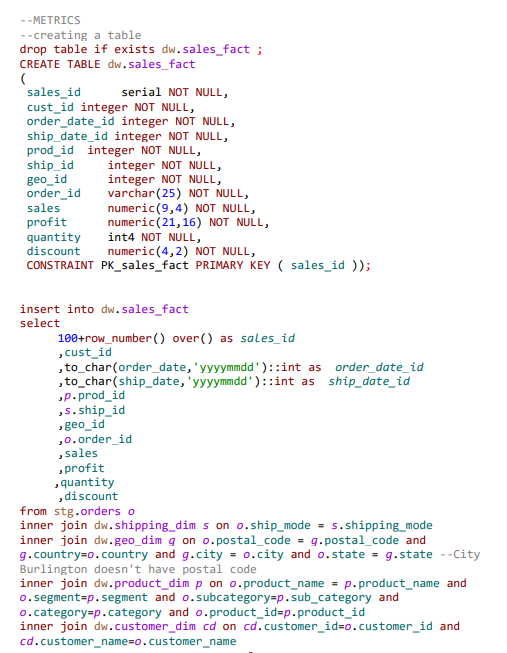 --METRICS
--creating a table
drop table if exists dw.sales_fact ;
CREATE TABLE dw.sales_fact
(
 sales_id      serial NOT NULL,
 cust_id integer NOT NULL,
 order_date_id integer NOT NULL,
 ship_date_id integer NOT NULL,
 prod_id  integer NOT NULL,
 ship_id     integer NOT NULL,
 geo_id      integer NOT NULL,
 order_id    varchar(25) NOT NULL,
 sales       numeric(9,4) NOT NULL,
 profit      numeric(21,16) NOT NULL,
 quantity    int4 NOT NULL,
 discount    numeric(4,2) NOT NULL,
 CONSTRAINT PK_sales_fact PRIMARY KEY ( sales_id ));
insert into dw.sales_fact
select
     100+row_number() over() as sales_id
     ,cust_id
     ,to_char(order_date,'yyyymmdd')::int as  order_date_id
     ,to_char(ship_date,'yyyymmdd')::int as  ship_date_id
     ,p.prod_id
     ,s.ship_id
     ,geo_id
     ,o.order_id
     ,sales
     ,profit
     ,quantity
     ,discount
from stg.orders o
inner join dw.shipping_dim s on o.ship_mode = s.shipping_mode
inner join dw.geo_dim g on o.postal_code = g.postal_code and
g.country=o.country and g.city = o.city and o.state = g.state --City
Burlington doesn't have postal code
inner join dw.product_dim p on o.product_name = p.product_name and
o.segment=p.segment and o.subcategory=p.sub_category and
o.category=p.category and o.product_id=p.product_id
inner join dw.customer_dim cd on cd.customer_id=o.customer_id and
cd.customer_name=o.customer_name